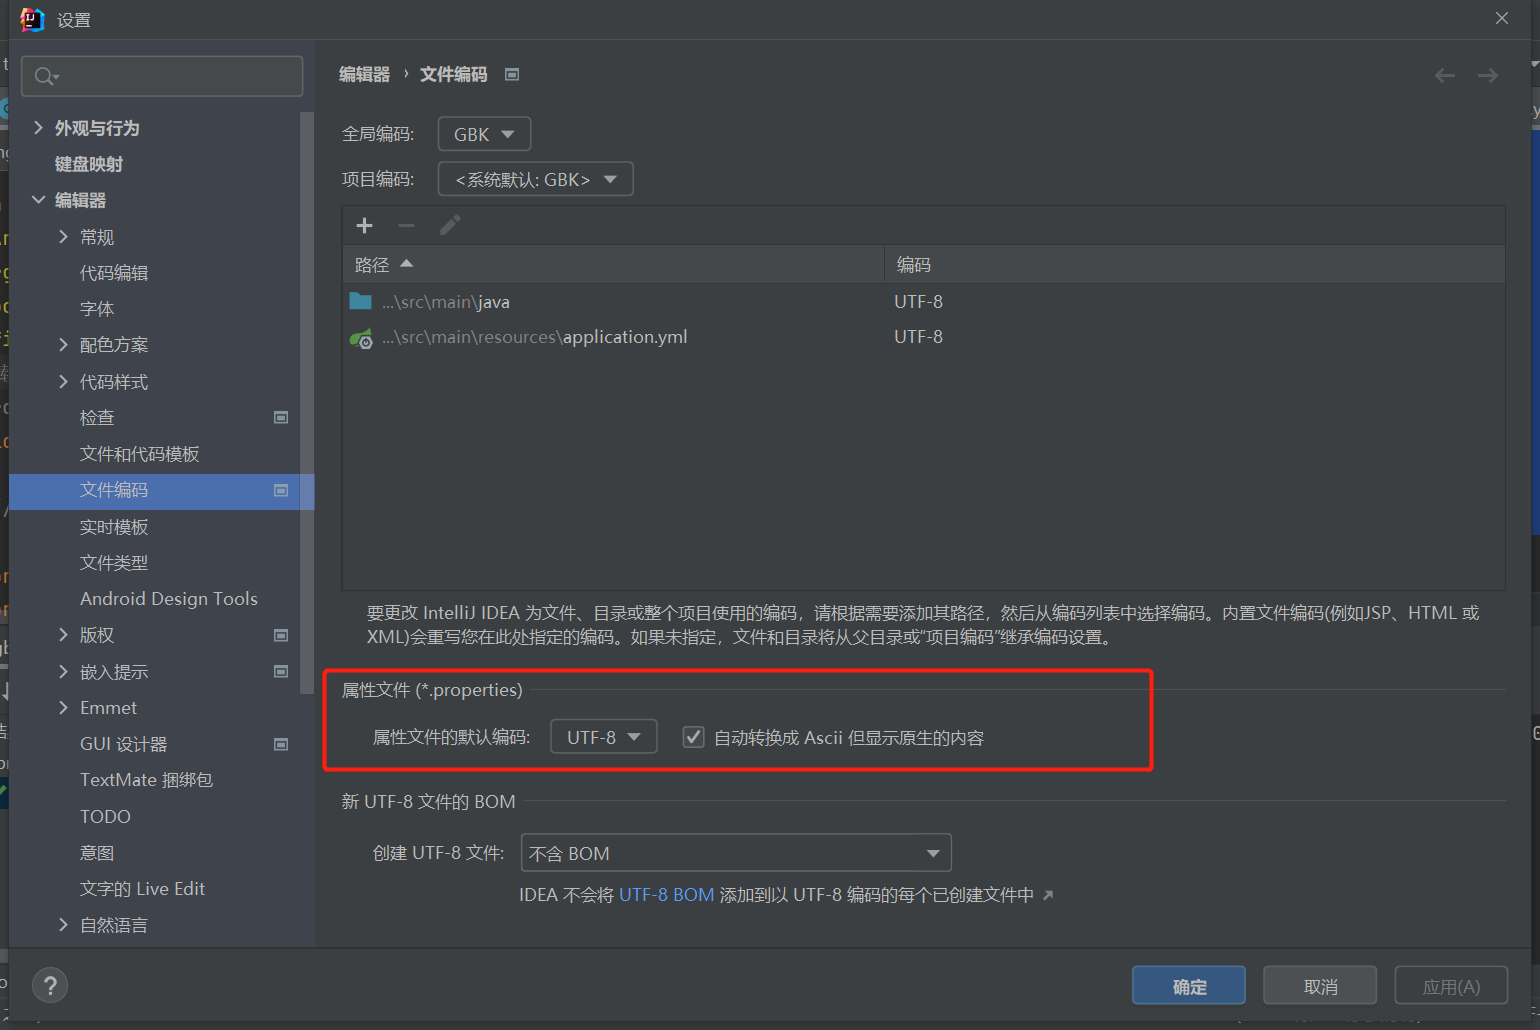 设置
编辑器 › 文件编码
外观与行为
键盘映射
编辑器
常规
代码编辑
字体
配色方案
代码样式
检查
文件和代码模板
文件编码
实时模板
文件类型
Android Design Tools
版权
嵌入提示
Emmet
GUI 设计器
TextMate 捆绑包
TODO
意图
文字的 Live Edit
自然语言
全局编码: GBK
项目编码: <系统默认: GBK>
路径 编码
...\src\main\java UTF-8
...\src\main\resources\application.yml UTF-8
要更改 IntelliJ IDEA 为文件、目录或整个项目使用的编码，请根据需要添加其路径，然后从编码列表中选择编码。内置文件编码(例如JSP、HTML 或
XML)会重写您在此处指定的编码。如果未指定，文件和目录将从父目录或“项目编码”继承编码设置。
属性文件 (*.properties)
属性文件的默认编码: UTF-8 自动转换成 Ascii 但显示原生的内容
新 UTF-8 文件的 BOM
创建 UTF-8 文件: 不含 BOM
IDEA 不会将 UTF-8 BOM 添加到以 UTF-8 编码的每个已创建文件中
?
确定 取消 应用(A)